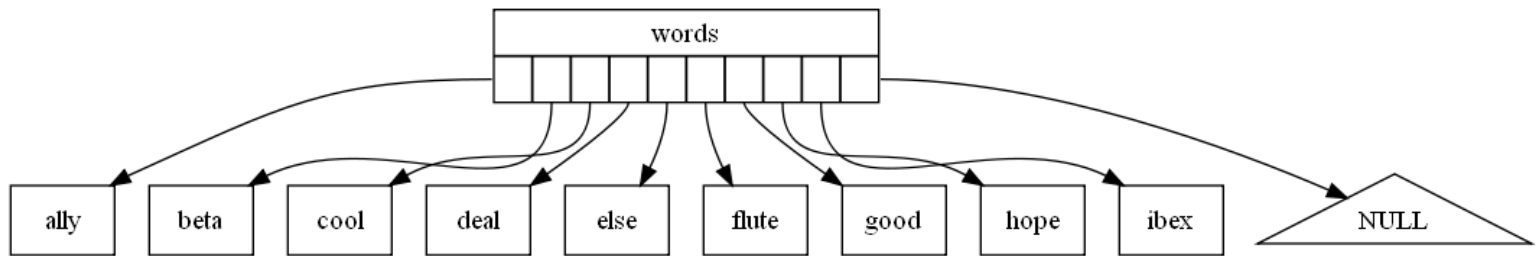 words
ally
beta
cool
deal
else
flute
good
hope
ibex
NULL